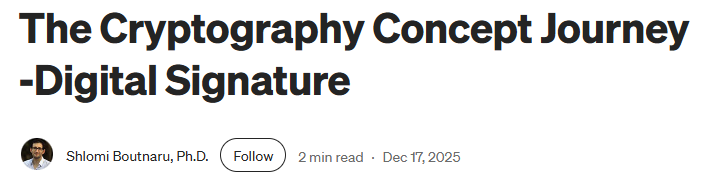 The Cryptography Concept Journey
-Digital Signature
Shlomi Boutnaru, Ph.D. Follow 2 min read · Dec 17, 2025